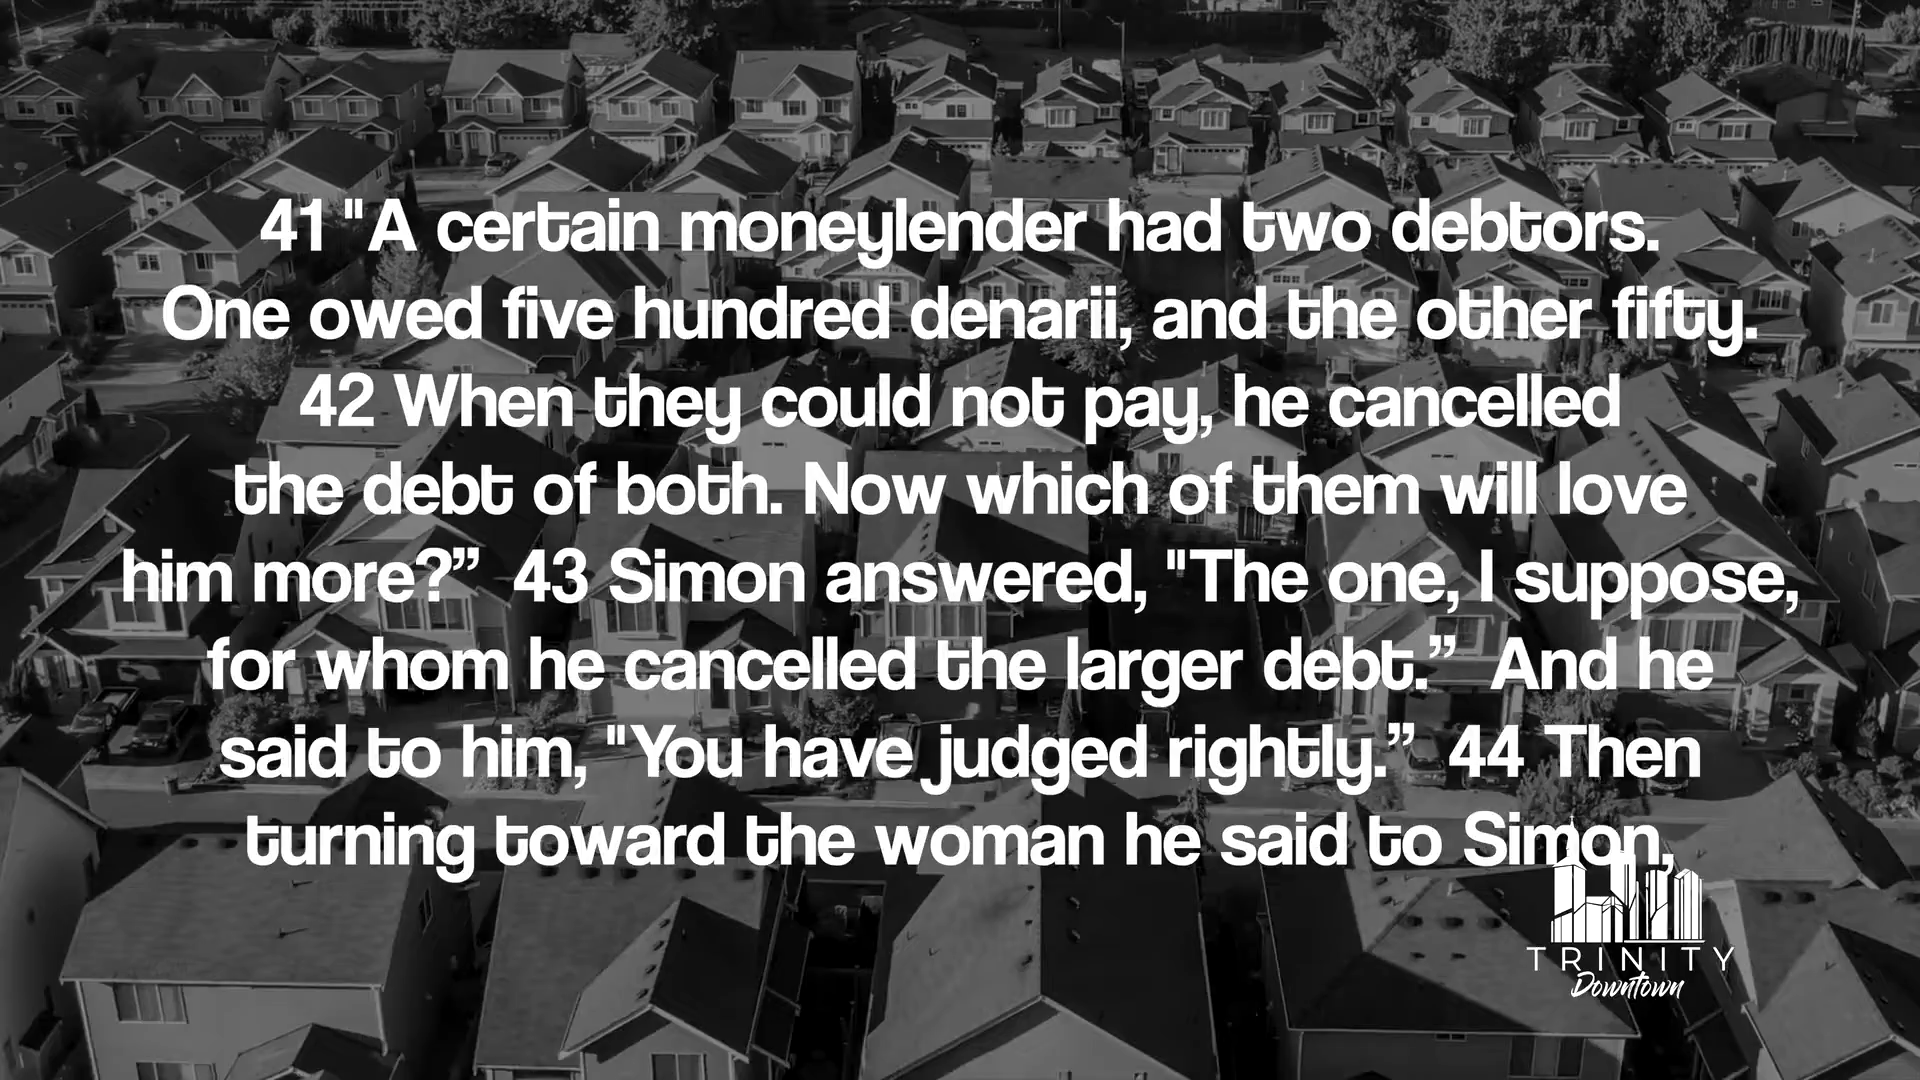 41 "A certain moneylender had two debtors.
One owed five hundred denarii, and the other fifty.
42 When they could not pay, he cancelled
the debt of both. Now which of them will love
him more?”  43 Simon answered, "The one, I suppose,
for whom he cancelled the larger debt.”  And he
said to him, "You have judged rightly.”  44 Then
turning toward the woman he said to Simon,
TRINITY
Downtown